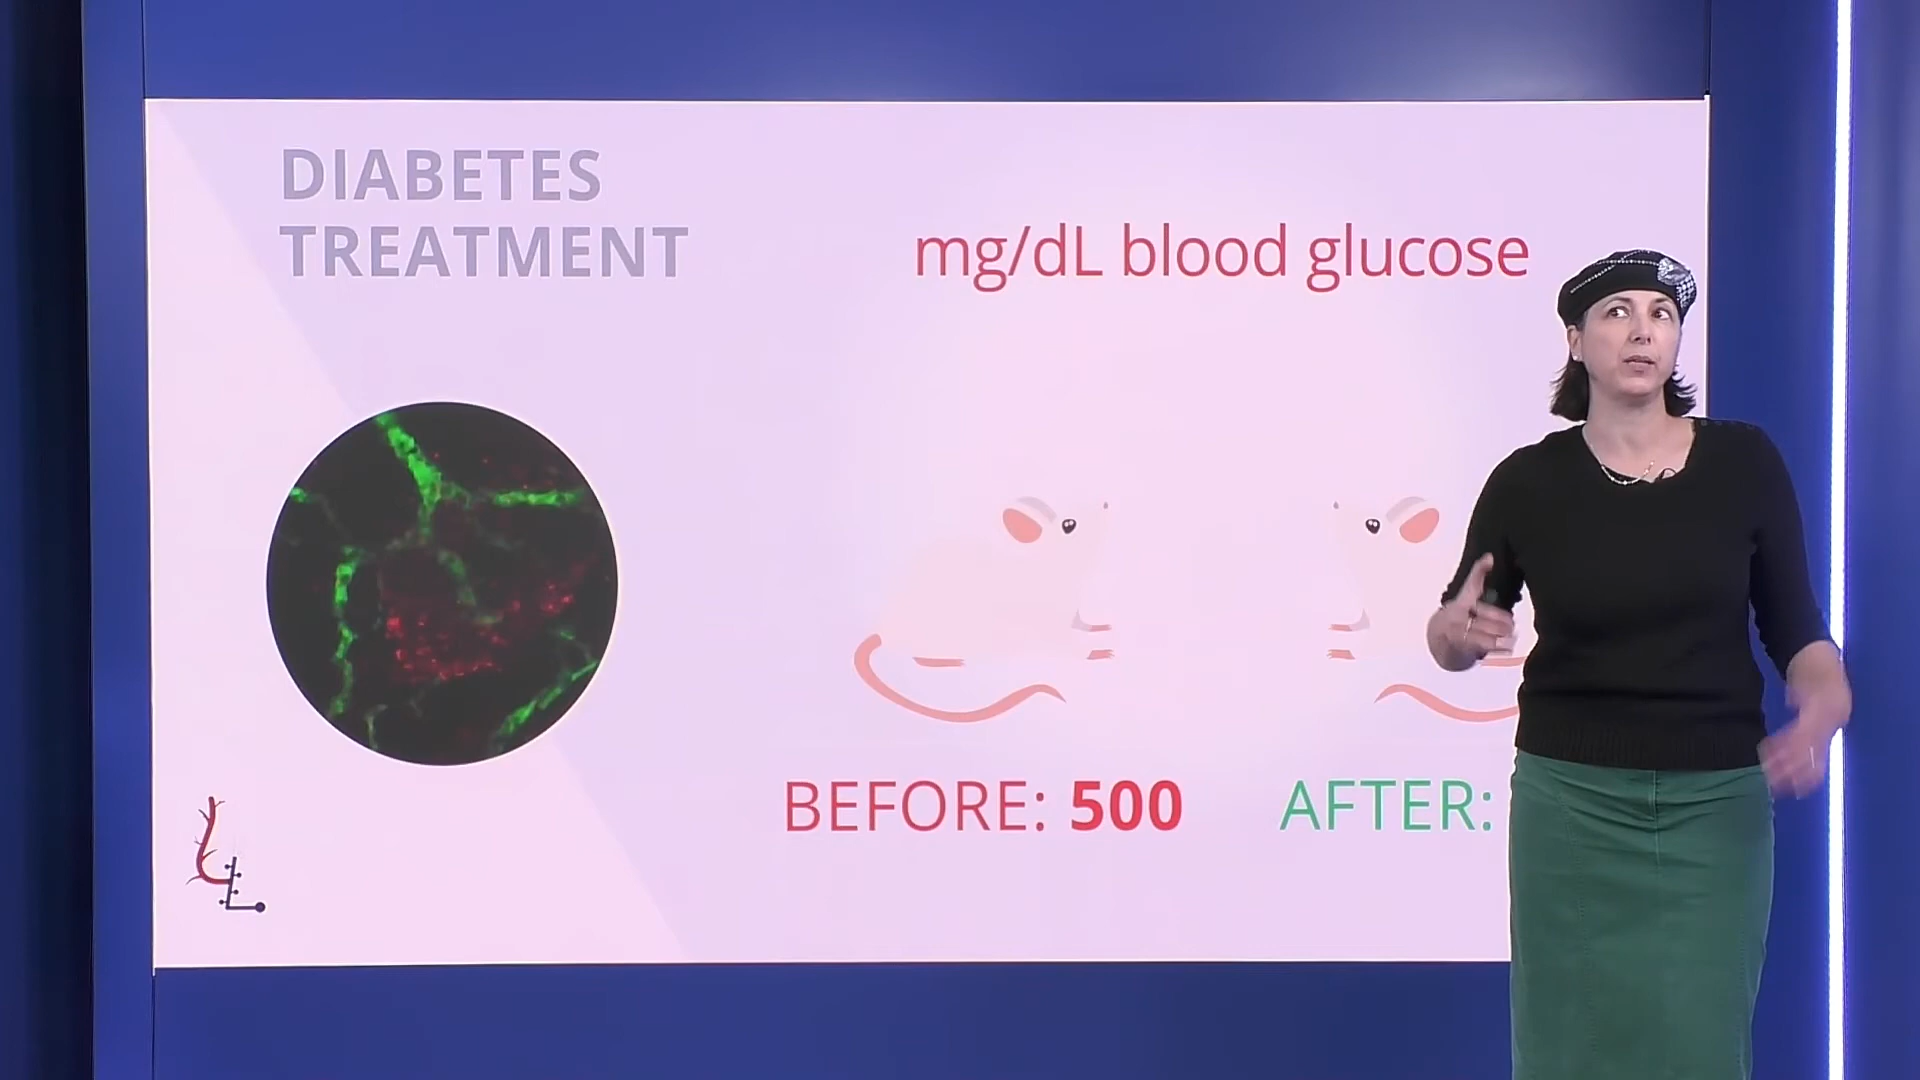 DIABETES
TREATMENT
mg/dL blood glucose
BEFORE: 500
AFTER: